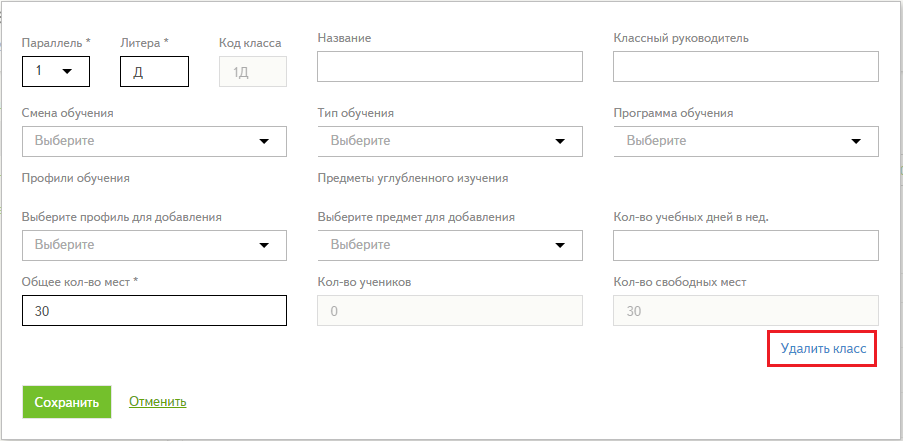 Параллель * Литера * Код класса Название Классный руководитель
1 Д 1Д
Смена обучения Тип обучения Программа обучения
Выберите Выберите Выберите
Профили обучения Предметы углубленного изучения
Выберите профиль для добавления Выберите предмет для добавления Кол-во учебных дней в нед.
Выберите Выберите
Общее кол-во мест * Кол-во учеников Кол-во свободных мест
30 0 30
Удалить класс
Сохранить Отменить